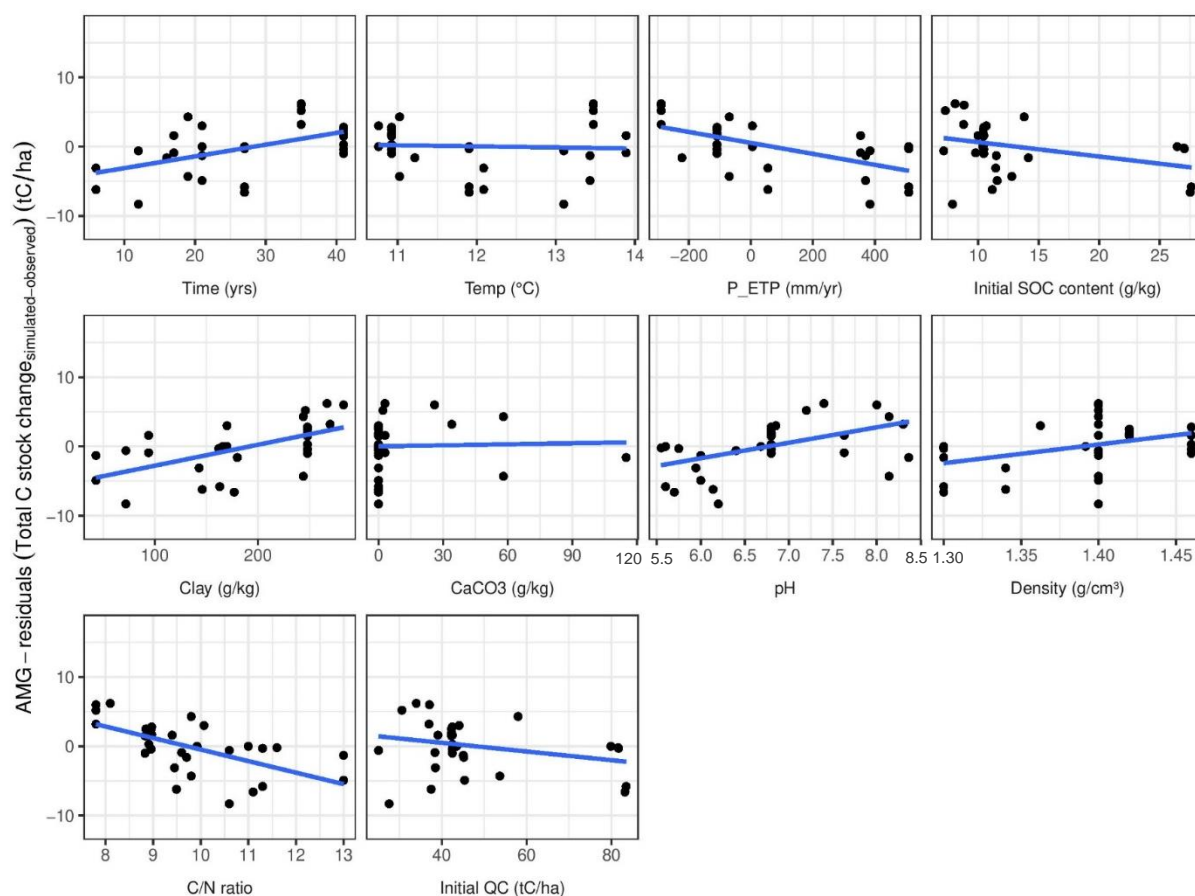 AMG – residuals (Total C stock change simulated–observed) (tC/ha)
10
0
−10
10 20 30 40
11 12 13 14
−200 0 200 400
10 15 20 25
Time (yrs) Temp (°C) P_ETP (mm/yr) Initial SOC content (g/kg)
10
0
−10
100 200
0 30 60 90 120
5.5 6.0 6.5 7.0 7.5 8.0 8.5
1.30 1.35 1.40 1.45
Clay (g/kg) CaCO3 (g/kg) pH Density (g/cm³)
10
0
−10
8 9 10 11 12 13
40 60 80
C/N ratio Initial QC (tC/ha)